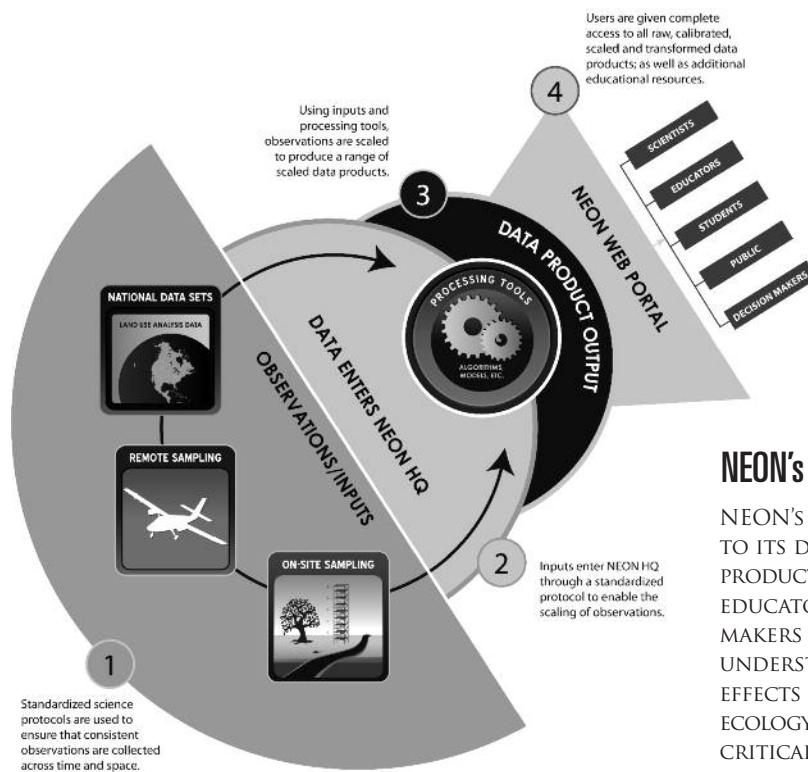 Users are given complete
access to all raw, calibrated,
scaled and transformed data
products; as well as additional
educational resources.
4
Using inputs and
processing tools,
observations are scaled
to produce a range of
scaled data products.
3
SCIENTISTS
EDUCATORS
STUDENTS
PUBLIC
DECISION MAKERS
NEON WEB PORTAL
DATA PRODUCT OUTPUT
PROCESSING TOOLS
ALGORITHMS,
MODELS, ETC.
DATA ENTERS NEON HQ
OBSERVATIONS/INPUTS
NATIONAL DATA SETS
LAND USE ANALYSIS DATA
REMOTE SAMPLING
ON-SITE SAMPLING
2
Inputs enter NEON HQ
through a standardized
protocol to enable the
scaling of observations.
1
Standardized science
protocols are used to
ensure that consistent
observations are collected
across time and space.
NEON's
NEON'S
TO ITS D
PRODUCT
EDUCATO
MAKERS
UNDERST
EFFECTS
ECOLOGY
CRITICAL